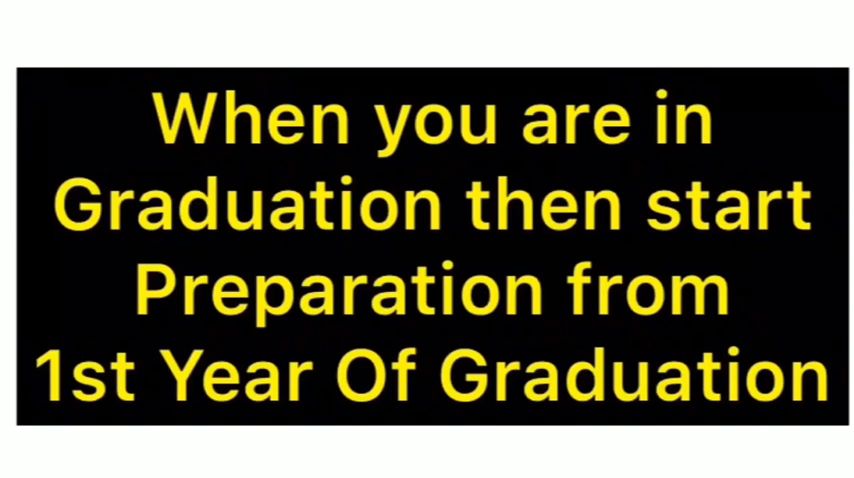 When you are in
Graduation then start
Preparation from
1st Year Of Graduation